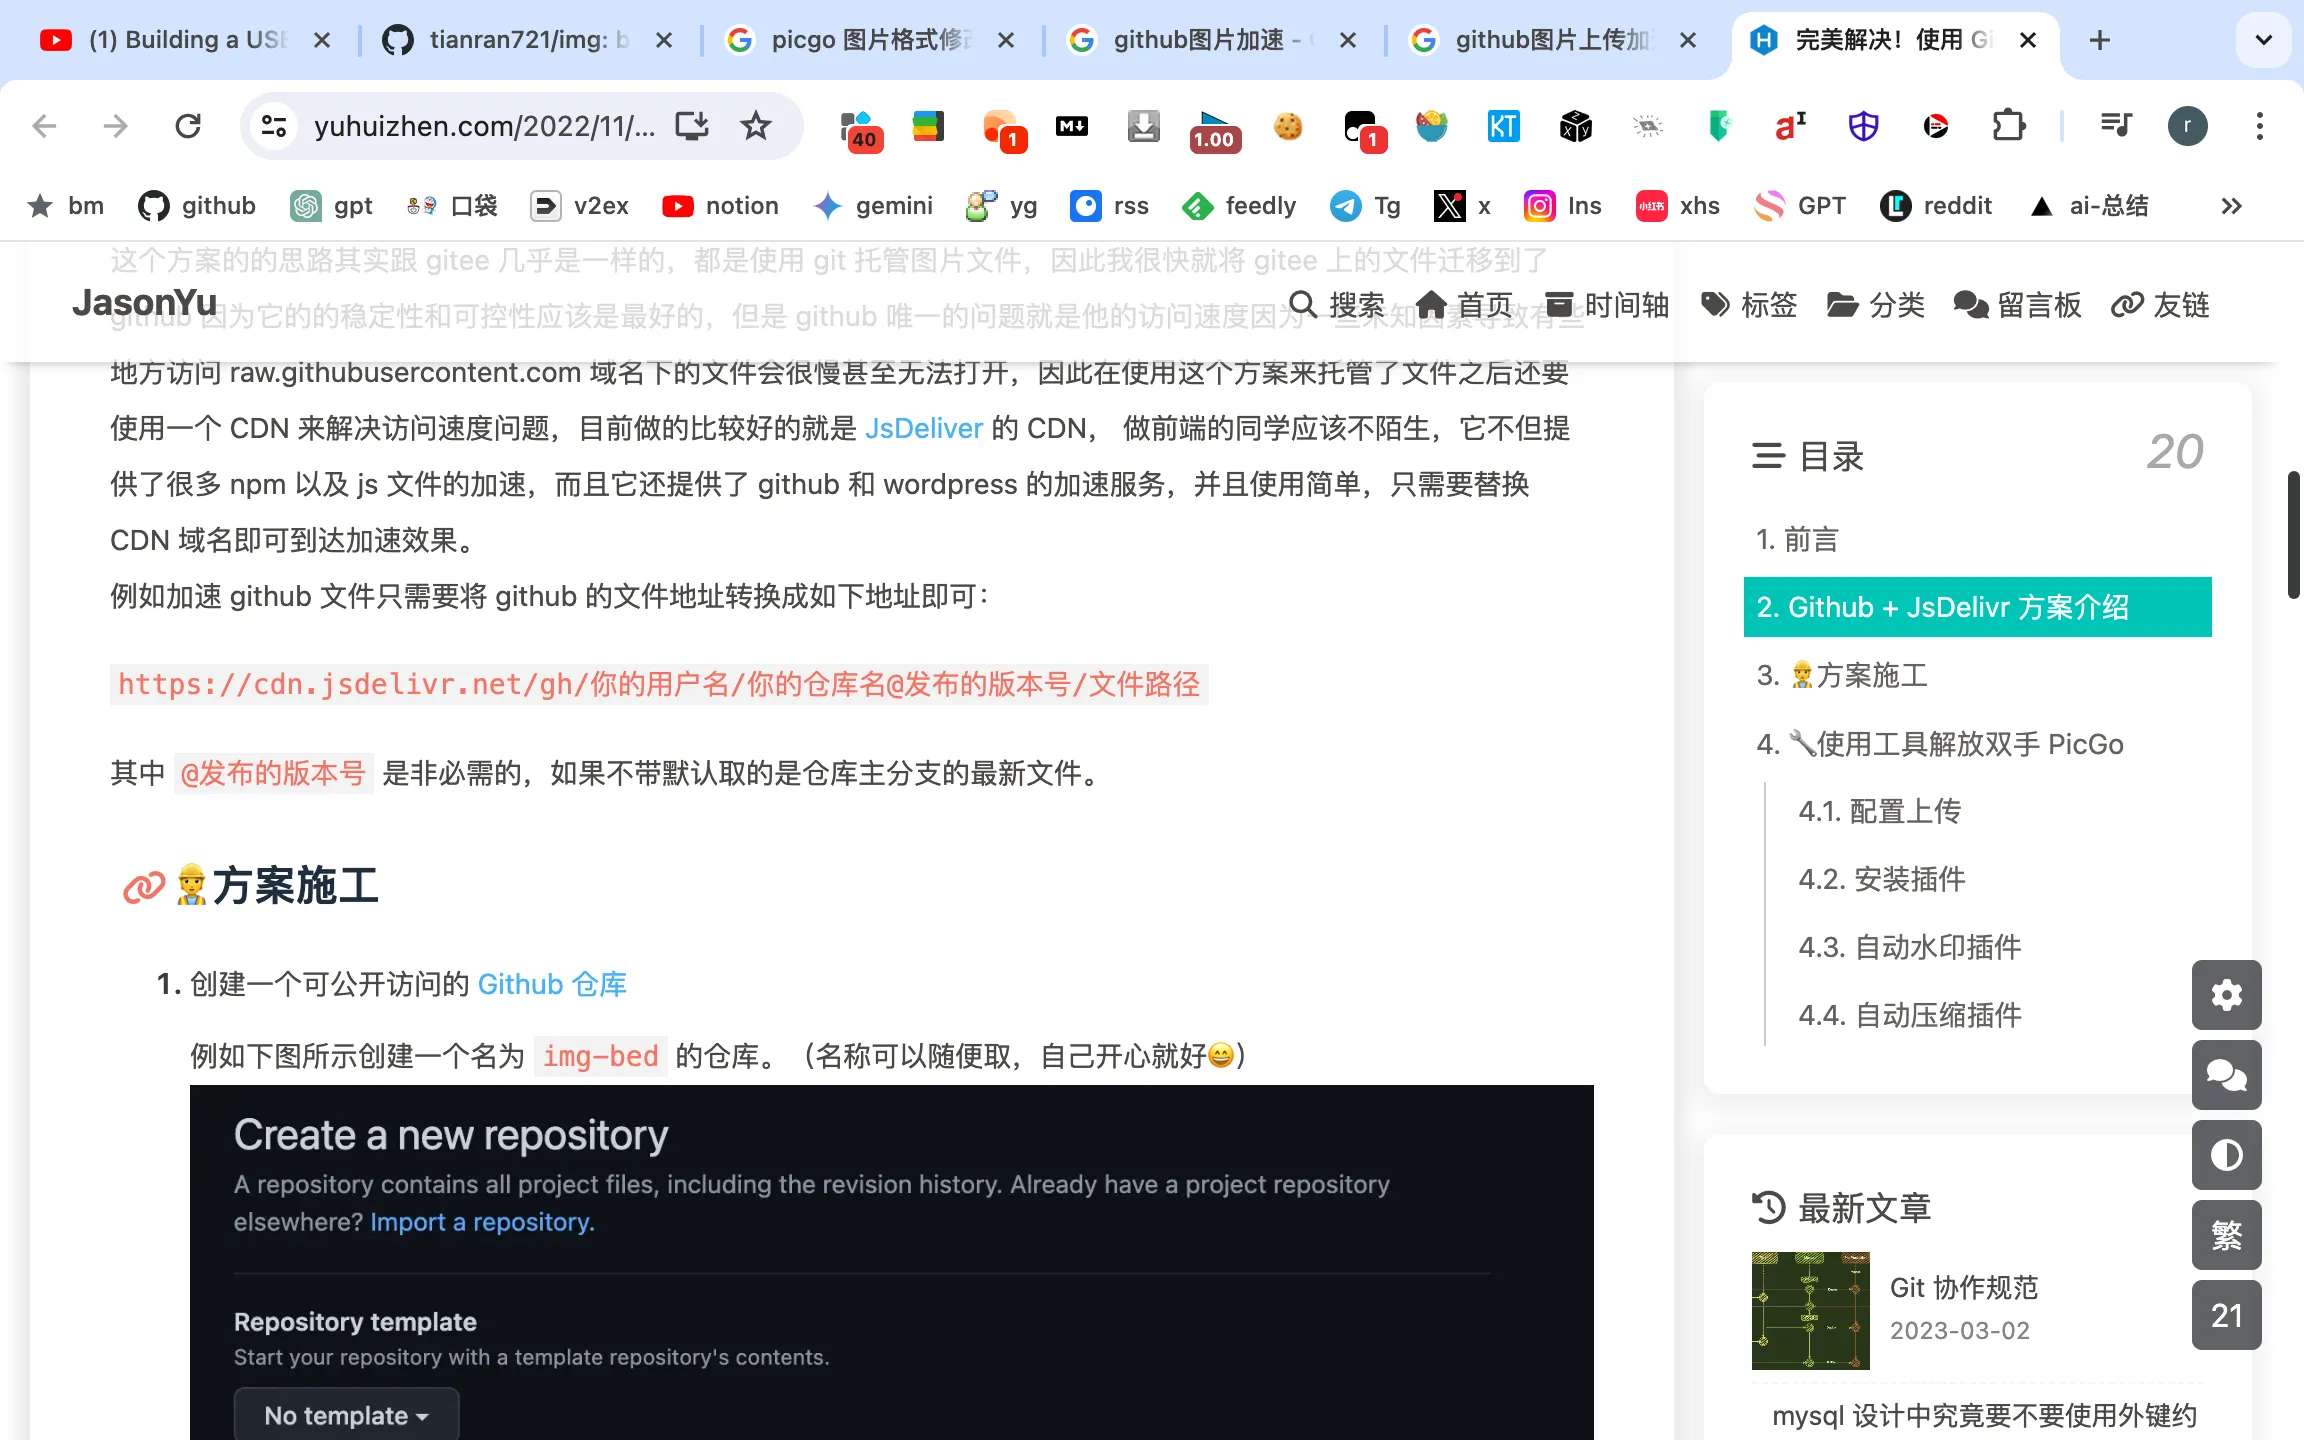 (1) Building a USE
tianran721/img: b
picgo 图片格式修改
github图片加速 -
github图片上传加
完美解决！使用 Gi
yuhuizhen.com/2022/11/...
40
1
M
1.00
1
KT
r
bm
github
gpt
口袋
v2ex
notion
gemini
yg
rss
feedly
Tg
x
Ins
xhs
GPT
reddit
ai-总结
这个方案的的思路其实跟 gitee 几乎是一样的，都是使用 git 托管图片文件，因此我很快就将 gitee 上的文件迁移到了
JasonYu
搜索
首页
时间轴
标签
分类
留言板
友链
github 因为它的的稳定性和可控性应该是最好的，但是 github 唯一的问题就是他的访问速度因为一些未知因素导致有些
地方访问 raw.githubusercontent.com 域名下的文件会很慢甚至无法打开，因此在使用这个方案来托管了文件之后还要
使用一个 CDN 来解决访问速度问题，目前做的比较好的就是 JsDeliver 的 CDN， 做前端的同学应该不陌生，它不但提
供了很多 npm 以及 js 文件的加速，而且它还提供了 github 和 wordpress 的加速服务，并且使用简单，只需要替换
CDN 域名即可到达加速效果。
例如加速 github 文件只需要将 github 的文件地址转换成如下地址即可：
https://cdn.jsdelivr.net/gh/你的用户名/你的仓库名@发布的版本号/文件路径
其中 @发布的版本号 是非必需的，如果不带默认取的是仓库主分支的最新文件。
👷方案施工
1. 创建一个可公开访问的 Github 仓库
例如下图所示创建一个名为 img-bed 的仓库。（名称可以随便取，自己开心就好😄）
Create a new repository
A repository contains all project files, including the revision history. Already have a project repository
elsewhere? Import a repository.
Repository template
Start your repository with a template repository's contents.
No template
目录
20
1. 前言
2. Github + JsDelivr 方案介绍
3. 👷方案施工
4. 🔧使用工具解放双手 PicGo
4.1. 配置上传
4.2. 安装插件
4.3. 自动水印插件
4.4. 自动压缩插件
最新文章
Git 协作规范
2023-03-02
mysql 设计中究竟要不要使用外键约
繁
21